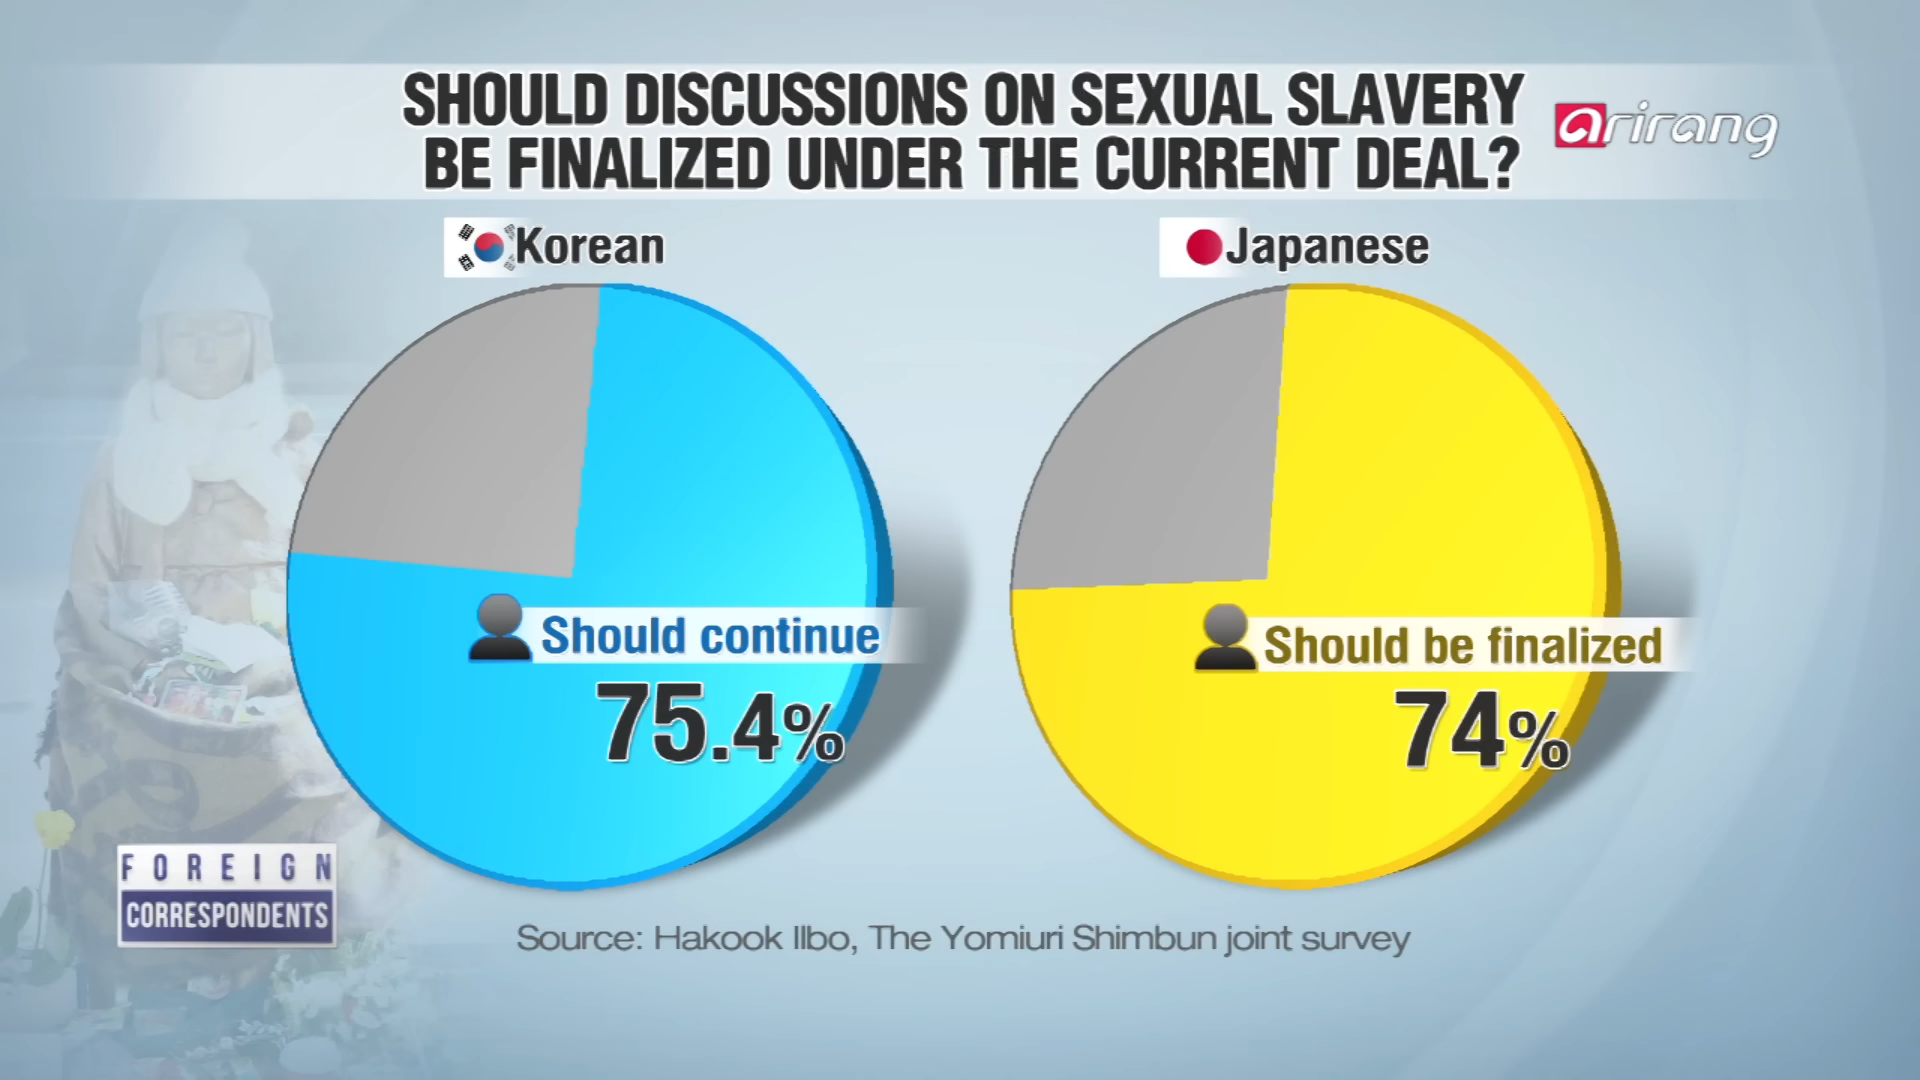 SHOULD DISCUSSIONS ON SEXUAL SLAVERY
BE FINALIZED UNDER THE CURRENT DEAL?
arirang
Korean
Japanese
Should continue
75.4%
Should be finalized
74%
FOREIGN
CORRESPONDENTS
Source: Hakook Ilbo, The Yomiuri Shimbun joint survey